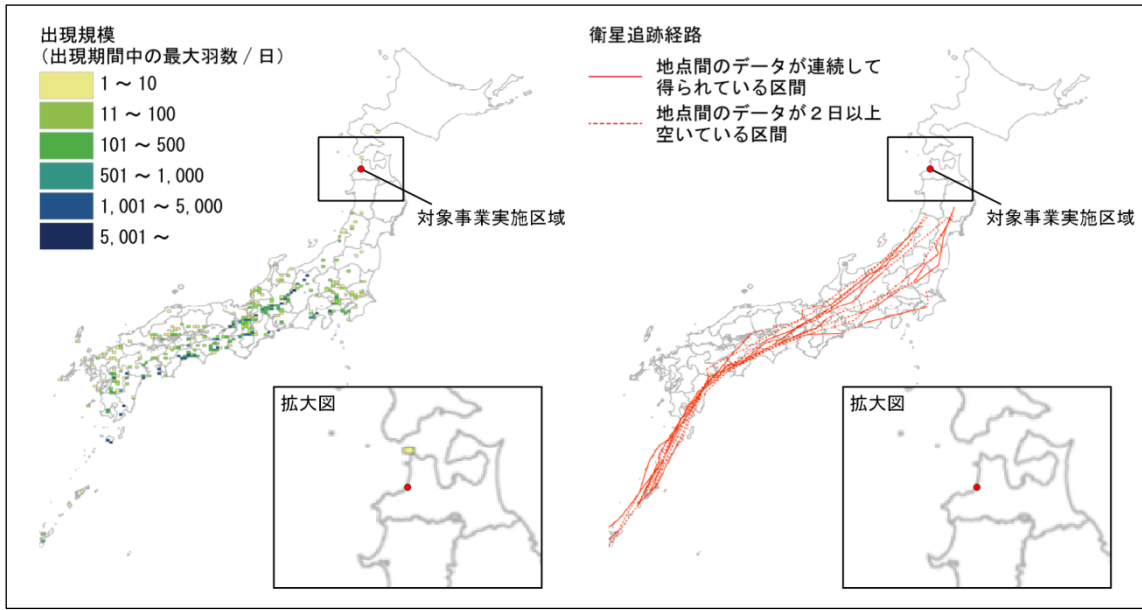 出現規模
（出現期間中の最大羽数 / 日）
1 ～ 10
11 ～ 100
101 ～ 500
501 ～ 1,000
1,001 ～ 5,000
5,001 ～
対象事業実施区域
拡大図
衛星追跡経路
地点間のデータが連続して
得られている区間
地点間のデータが２日以上
空いている区間
対象事業実施区域
拡大図